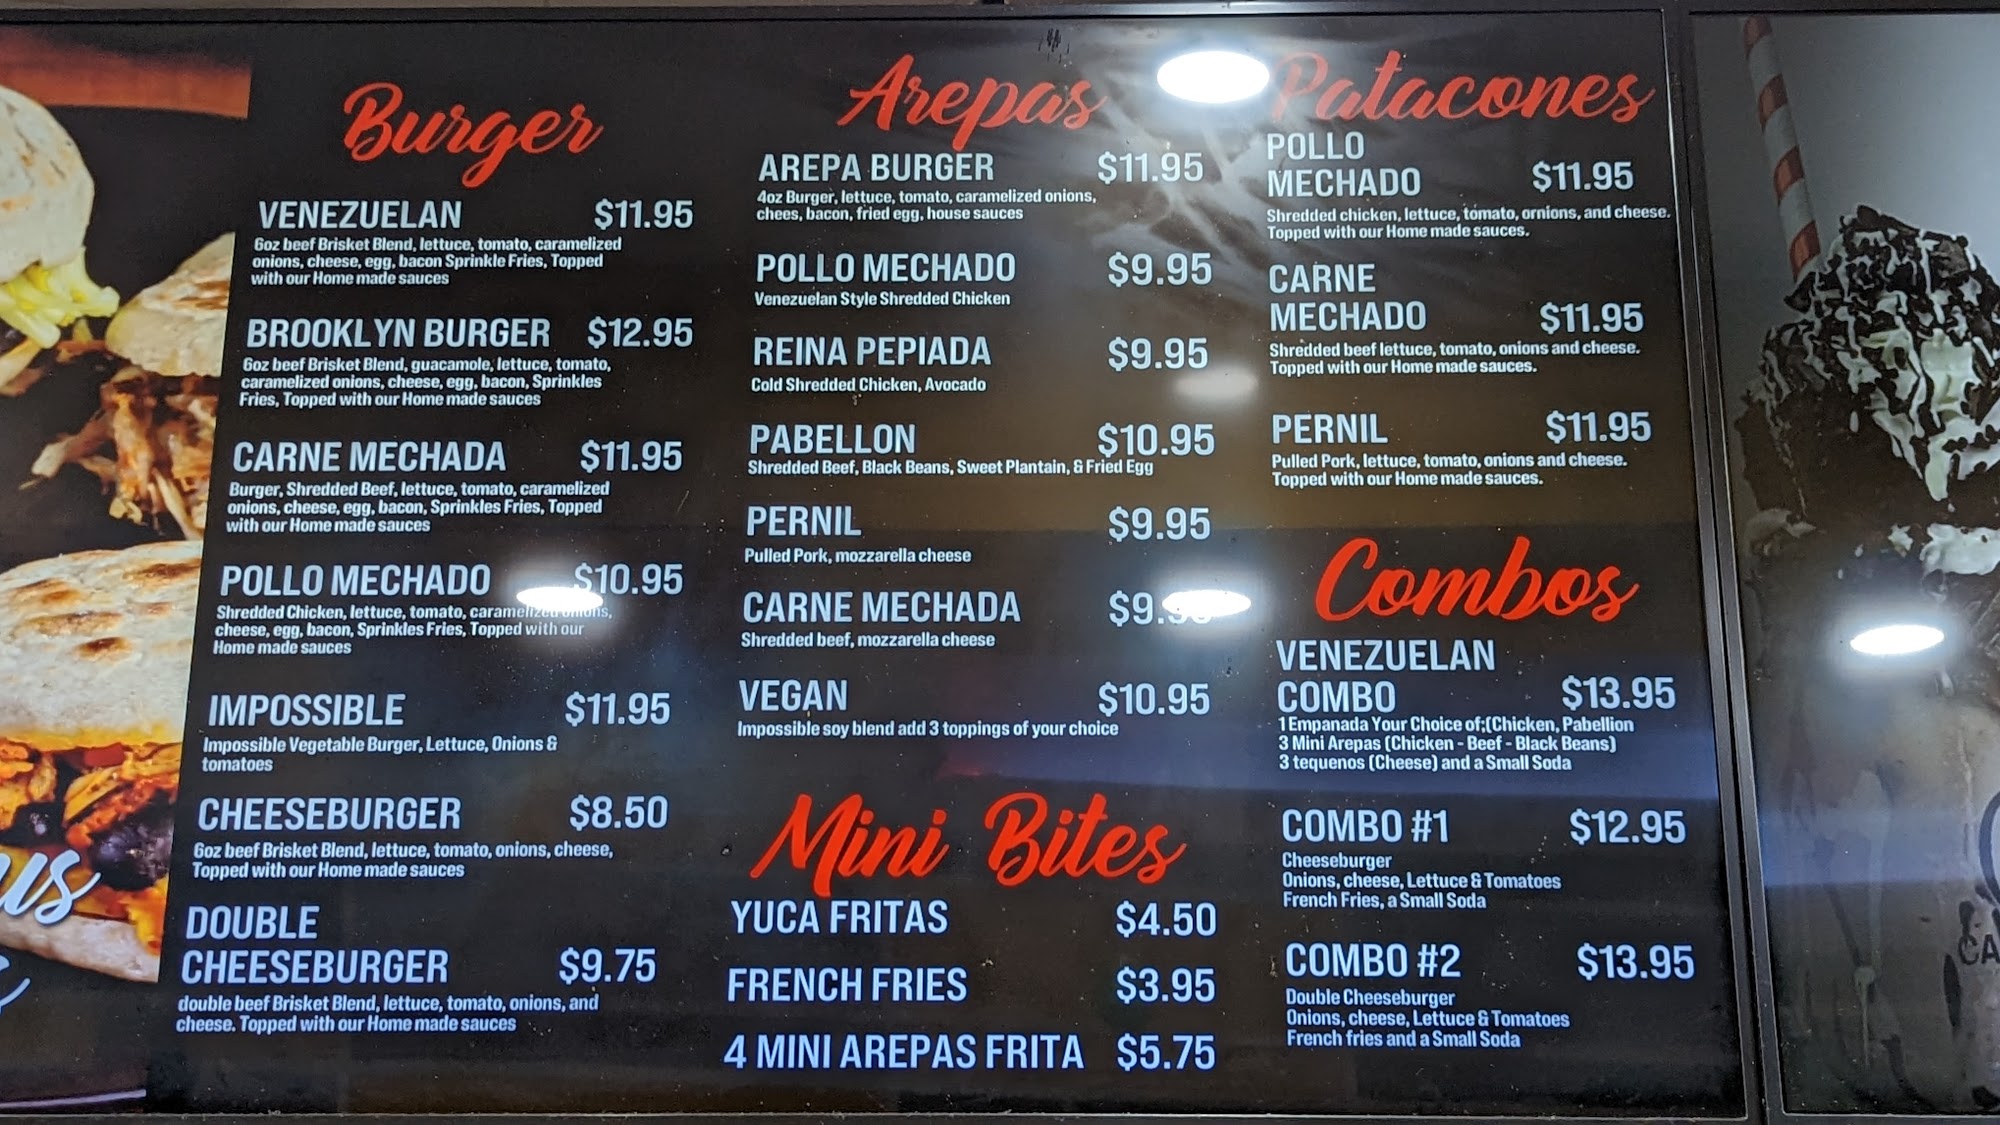 Burger
VENEZUELAN $11.95
6oz beef Brisket Blend, lettuce, tomato, caramelized
onions, cheese, egg, bacon Sprinkle Fries, Topped
with our Home made sauces
BROOKLYN BURGER $12.95
6oz beef Brisket Blend, guacamole, lettuce, tomato,
caramelized onions, cheese, egg, bacon, Sprinkles
Fries, Topped with our Home made sauces
CARNE MECHADA $11.95
Burger, Shredded Beef, lettuce, tomato, caramelized
onions, cheese, egg, bacon, Sprinkles Fries, Topped
with our Home made sauces
POLLO MECHADO $10.95
Shredded Chicken, lettuce, tomato, caramelized onions,
cheese, egg, bacon, Sprinkles Fries, Topped with our
Home made sauces
IMPOSSIBLE $11.95
Impossible Vegetable Burger, Lettuce, Onions &
tomatoes
CHEESEBURGER $8.50
6oz beef Brisket Blend, lettuce, tomato, onions, cheese,
Topped with our Home made sauces
DOUBLE
CHEESEBURGER $9.75
double beef Brisket Blend, lettuce, tomato, onions, and
cheese. Topped with our Home made sauces
Arepas
AREPA BURGER $11.95
4oz Burger, lettuce, tomato, caramelized onions,
chees, bacon, fried egg, house sauces
POLLO MECHADO $9.95
Venezuelan Style Shredded Chicken
REINA PEPIADA $9.95
Cold Shredded Chicken, Avocado
PABELLON $10.95
Shredded Beef, Black Beans, Sweet Plantain, & Fried Egg
PERNIL $9.95
Pulled Pork, mozzarella cheese
CARNE MECHADA
Shredded beef, mozzarella cheese
VEGAN $10.95
Impossible soy blend add 3 toppings of your choice
Mini Bites
YUCA FRITAS $4.50
FRENCH FRIES $3.95
4 MINI AREPAS FRITA $5.75
Patacones
POLLO
MECHADO $11.95
Shredded chicken, lettuce, tomato, ornions, and cheese.
Topped with our Home made sauces.
CARNE
MECHADO $11.95
Shredded beef lettuce, tomato, onions and cheese.
Topped with our Home made sauces.
PERNIL $11.95
Pulled Pork, lettuce, tomato, onions and cheese.
Topped with our Home made sauces.
Combos
VENEZUELAN
COMBO $13.95
1 Empanada Your Choice of;(Chicken, Pabellion
3 Mini Arepas (Chicken - Beef - Black Beans)
3 tequenos (Cheese) and a Small Soda
COMBO #1 $12.95
Cheeseburger
Onions, cheese, Lettuce & Tomatoes
French Fries, a Small Soda
COMBO #2 $13.95
Double Cheeseburger
Onions, cheese, Lettuce & Tomatoes
French fries and a Small Soda